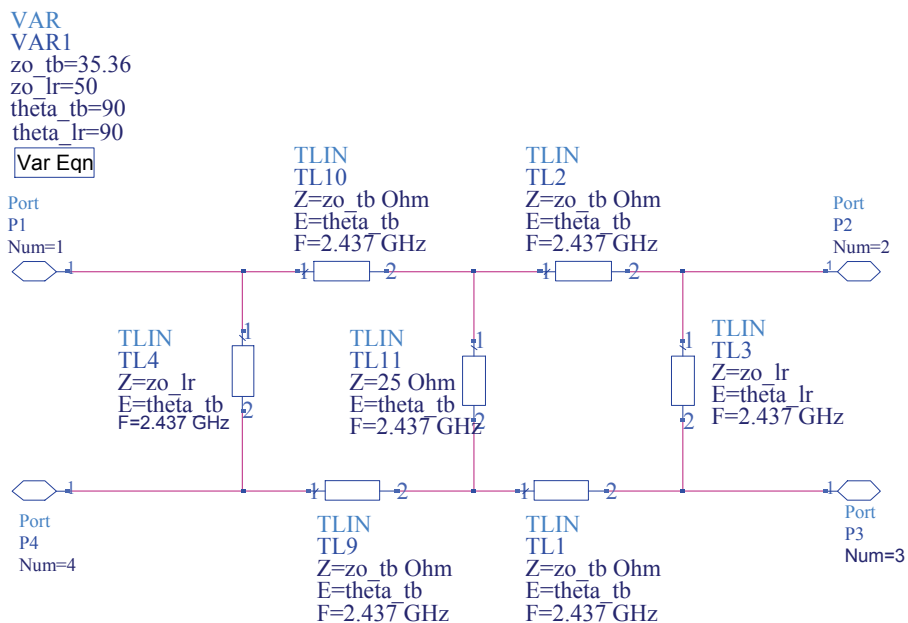 VAR
VAR1
zo_tb=35.36
zo_lr=50
theta_tb=90
theta_lr=90
Var Eqn
TLIN
TL10
Z=zo_tb Ohm
E=theta_tb
F=2.437 GHz
TLIN
TL2
Z=zo_tb Ohm
E=theta_tb
F=2.437 GHz
Port
P1
Num=1
Port
P2
Num=2
1
1
2
1
2
1
TLIN
TL4
Z=zo_lr
E=theta_tb
F=2.437 GHz
1
2
TLIN
TL11
Z=25 Ohm
E=theta_tb
F=2.437 GHz
1
2
TLIN
TL3
Z=zo_lr
E=theta_lr
F=2.437 GHz
1
2
1
1
2
1
2
1
Port
P4
Num=4
TLIN
TL9
Z=zo_tb Ohm
E=theta_tb
F=2.437 GHz
TLIN
TL1
Z=zo_tb Ohm
E=theta_tb
F=2.437 GHz
Port
P3
Num=3